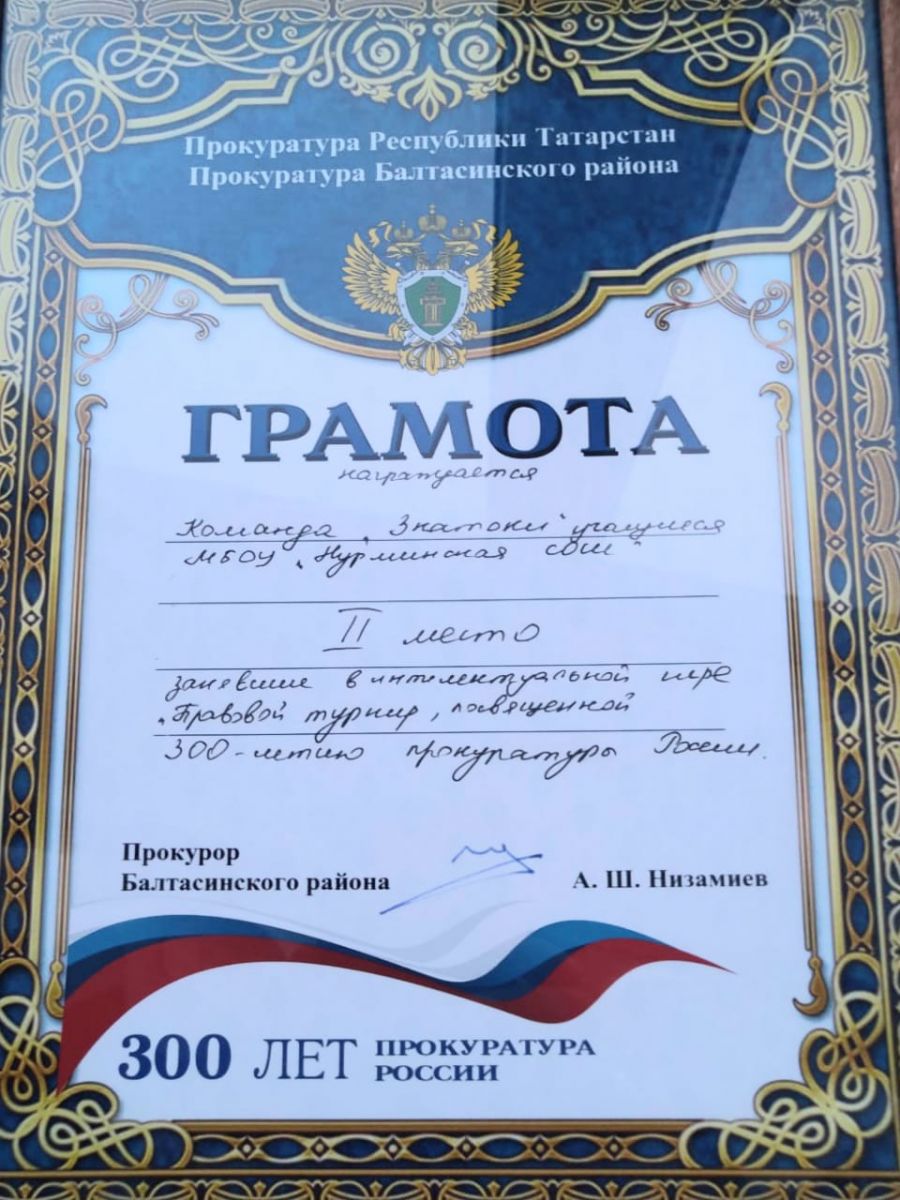 Прокуратура Республики Татарстан
Прокуратура Балтасинского района
ГРАМОТА
награждается
Команда "Знатоки" учащиеся
МБОУ "Нурминская сош"
II место
занявшие в интелектуальной игре
"Правовой турнир, посвященной
300-летию прокуратуры России.
Прокурор
Балтасинского района
А. Ш. Низамиев
300 ЛЕТ ПРОКУРАТУРА
РОССИИ